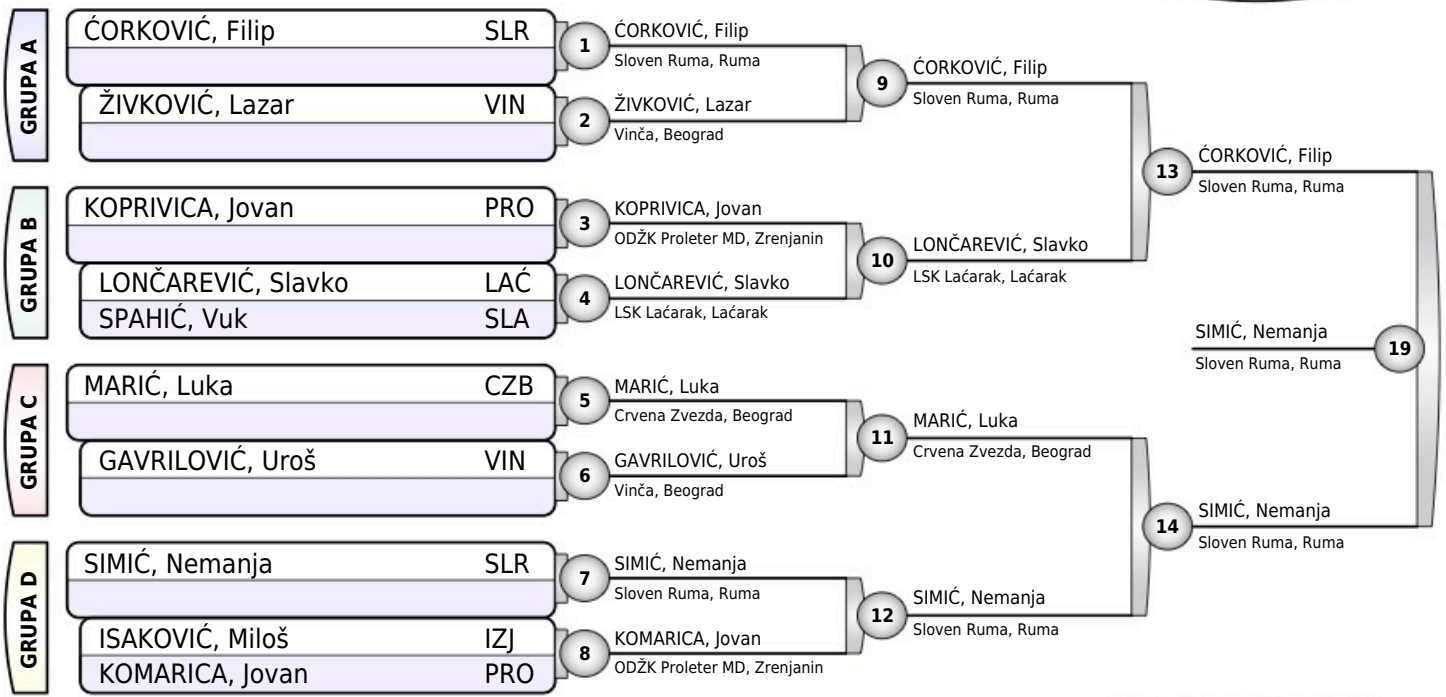 GRUPA A
ĆORKOVIĆ, Filip SLR
ŽIVKOVIĆ, Lazar VIN
GRUPA B
KOPRIVICA, Jovan PRO
LONČAREVIĆ, Slavko LAĆ
SPAHIĆ, Vuk SLA
GRUPA C
MARIĆ, Luka CZB
GAVRILOVIĆ, Uroš VIN
GRUPA D
SIMIĆ, Nemanja SLR
ISAKOVIĆ, Miloš IZJ
KOMARICA, Jovan PRO
1 ĆORKOVIĆ, Filip
Sloven Ruma, Ruma
2 ŽIVKOVIĆ, Lazar
Vinča, Beograd
3 KOPRIVICA, Jovan
ODŽK Proleter MD, Zrenjanin
4 LONČAREVIĆ, Slavko
LSK Laćarak, Laćarak
5 MARIĆ, Luka
Crvena Zvezda, Beograd
6 GAVRILOVIĆ, Uroš
Vinča, Beograd
7 SIMIĆ, Nemanja
Sloven Ruma, Ruma
8 KOMARICA, Jovan
ODŽK Proleter MD, Zrenjanin
9 ĆORKOVIĆ, Filip
Sloven Ruma, Ruma
10 LONČAREVIĆ, Slavko
LSK Laćarak, Laćarak
11 MARIĆ, Luka
Crvena Zvezda, Beograd
12 SIMIĆ, Nemanja
Sloven Ruma, Ruma
13 ĆORKOVIĆ, Filip
Sloven Ruma, Ruma
14 SIMIĆ, Nemanja
Sloven Ruma, Ruma
SIMIĆ, Nemanja 19
Sloven Ruma, Ruma